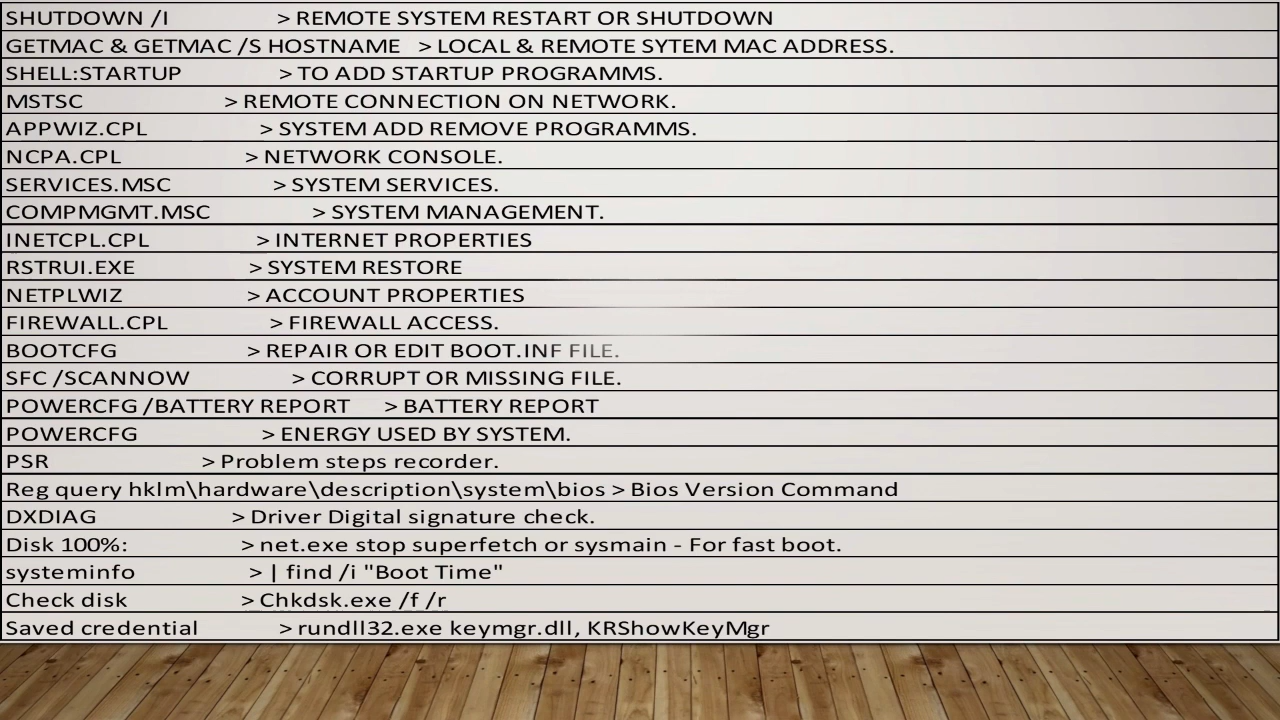 SHUTDOWN /I > REMOTE SYSTEM RESTART OR SHUTDOWN
GETMAC & GETMAC /S HOSTNAME > LOCAL & REMOTE SYTEM MAC ADDRESS.
SHELL:STARTUP > TO ADD STARTUP PROGRAMMS.
MSTSC > REMOTE CONNECTION ON NETWORK.
APPWIZ.CPL > SYSTEM ADD REMOVE PROGRAMMS.
NCPA.CPL > NETWORK CONSOLE.
SERVICES.MSC > SYSTEM SERVICES.
COMPMGMT.MSC > SYSTEM MANAGEMENT.
INETCPL.CPL > INTERNET PROPERTIES
RSTRUI.EXE > SYSTEM RESTORE
NETPLWIZ > ACCOUNT PROPERTIES
FIREWALL.CPL > FIREWALL ACCESS.
BOOTCFG > REPAIR OR EDIT BOOT.INF FILE.
SFC /SCANNOW > CORRUPT OR MISSING FILE.
POWERCFG /BATTERY REPORT > BATTERY REPORT
POWERCFG > ENERGY USED BY SYSTEM.
PSR > Problem steps recorder.
Reg query hklm\hardware\description\system\bios > Bios Version Command
DXDIAG > Driver Digital signature check.
Disk 100%: > net.exe stop superfetch or sysmain - For fast boot.
systeminfo > | find /i "Boot Time"
Check disk > Chkdsk.exe /f /r
Saved credential > rundll32.exe keymgr.dll, KRShowKeyMgr